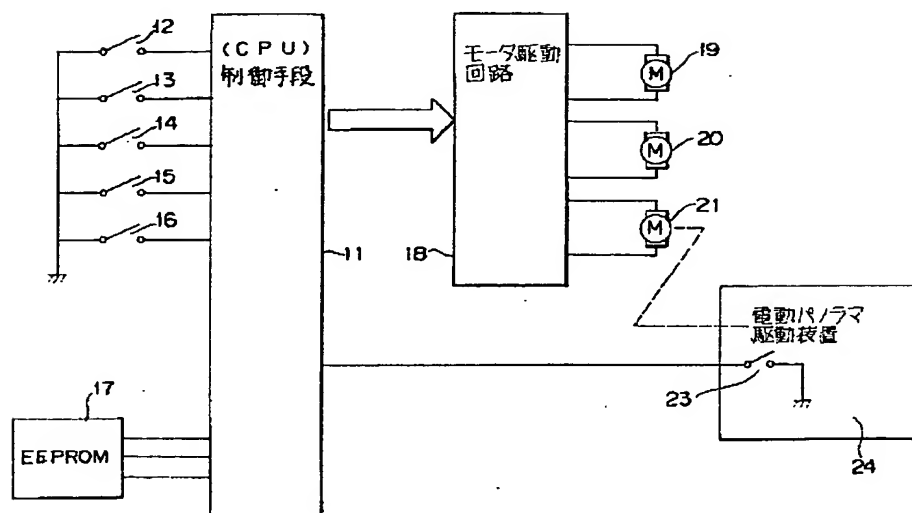 12
13
14
15
16
(CPU)
制御手段
11
モータ駆動
回路
18
M
19
M
20
M
21
電動パノラマ
駆動装置
23
24
17
EEPROM